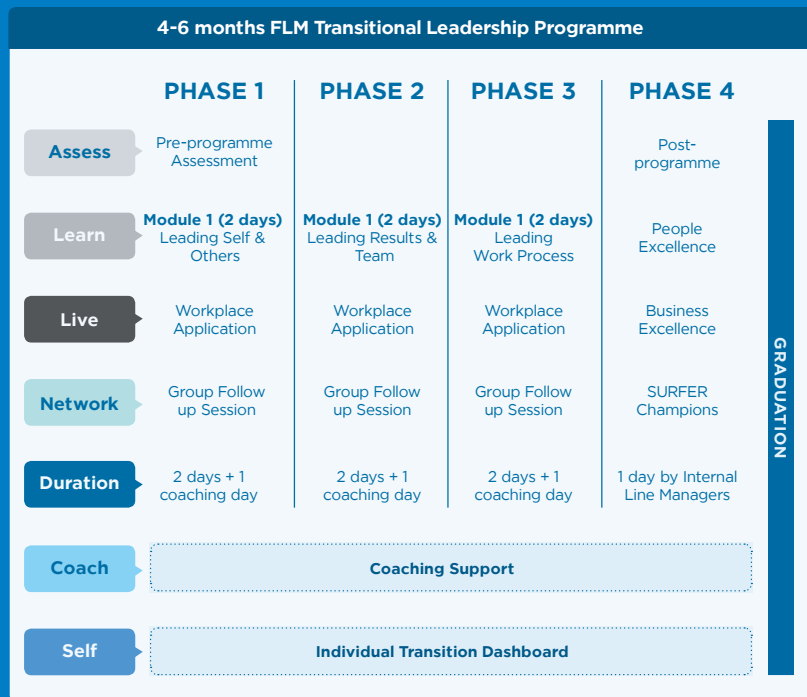 4-6 months FLM Transitional Leadership Programme
PHASE 1
PHASE 2
PHASE 3
PHASE 4
Assess
Pre-programme
Assessment
Post-
programme
Learn
Module 1 (2 days)
Leading Self &
Others
Module 1 (2 days)
Leading Results &
Team
Module 1 (2 days)
Leading
Work Process
People
Excellence
Live
Workplace
Application
Workplace
Application
Workplace
Application
Business
Excellence
Network
Group Follow
up Session
Group Follow
up Session
Group Follow
up Session
SURFER
Champions
Duration
2 days + 1
coaching day
2 days + 1
coaching day
2 days + 1
coaching day
1 day by Internal
Line Managers
Coach
Coaching Support
Self
Individual Transition Dashboard
GRADUATION